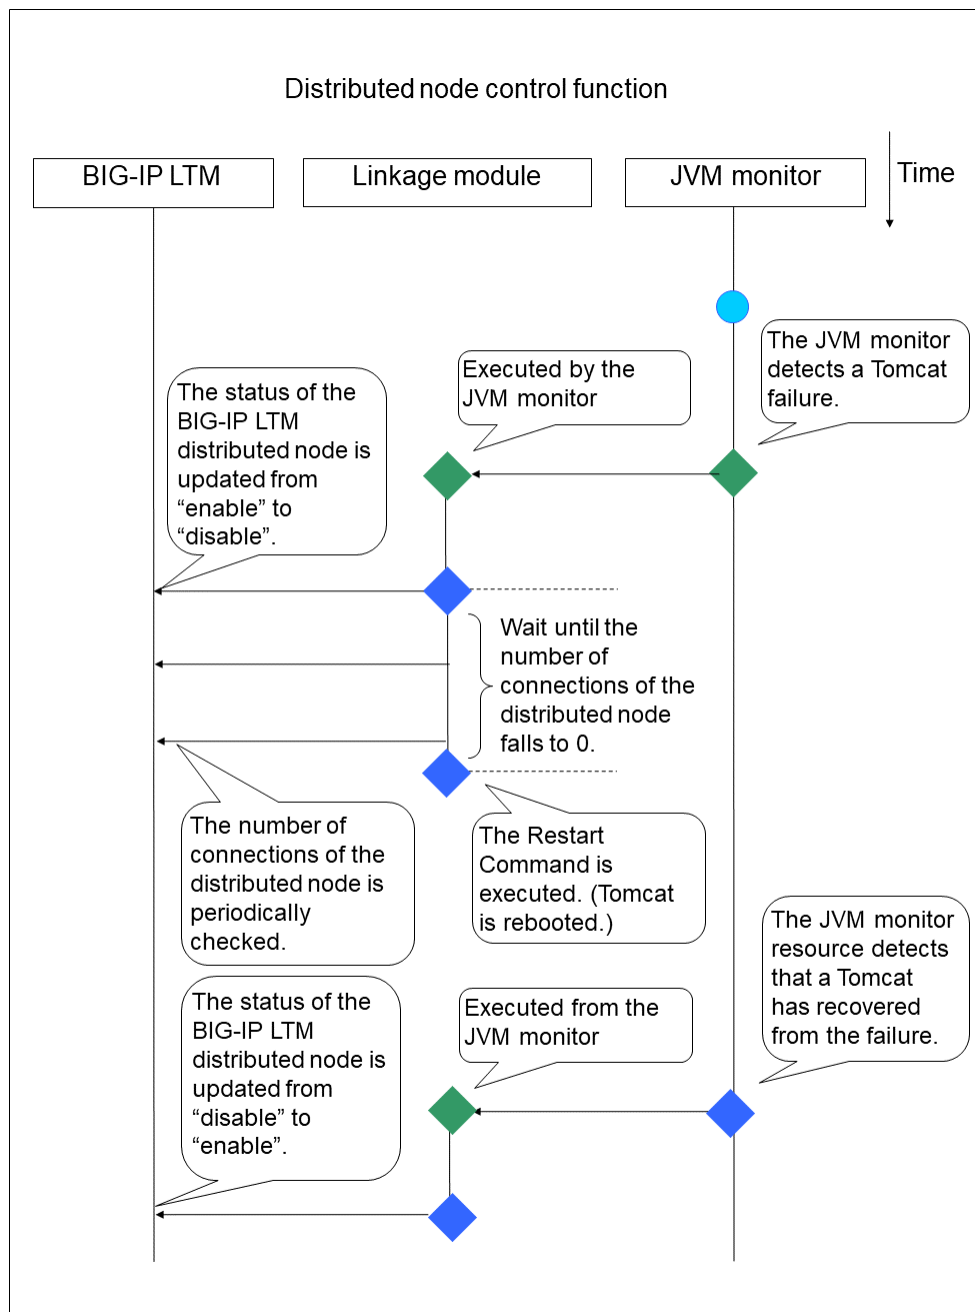 Distributed node control function
BIG-IP LTM
Linkage module
JVM monitor
Time
The JVM monitor
detects a Tomcat
failure.
Executed by the
JVM monitor
The status of the
BIG-IP LTM
distributed node is
updated from
“enable” to
“disable”.
Wait until the
number of
connections of the
distributed node
falls to 0.
The number of
connections of the
distributed node is
periodically
checked.
The Restart
Command is
executed. (Tomcat
is rebooted.)
The JVM monitor
resource detects
that a Tomcat
has recovered
from the failure.
Executed from the
JVM monitor
The status of the
BIG-IP LTM
distributed node is
updated from
“disable” to
“enable”.